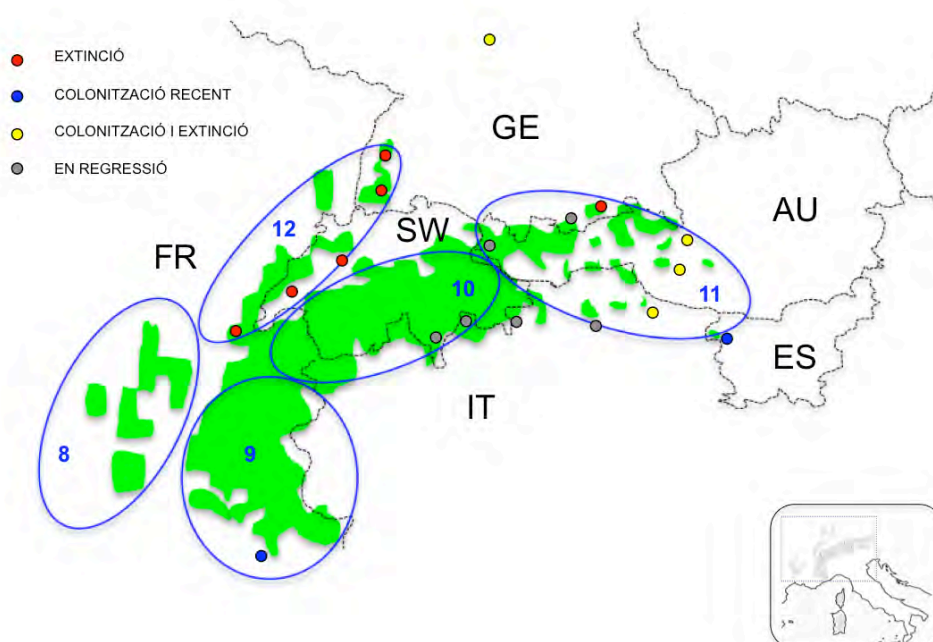 EXTINCIÓ
COLONITZACIÓ RECENT
COLONITZACIÓ I EXTINCIÓ
EN REGRESSIÓ
GE
AU
12
SW
FR
10
11
ES
IT
8
9